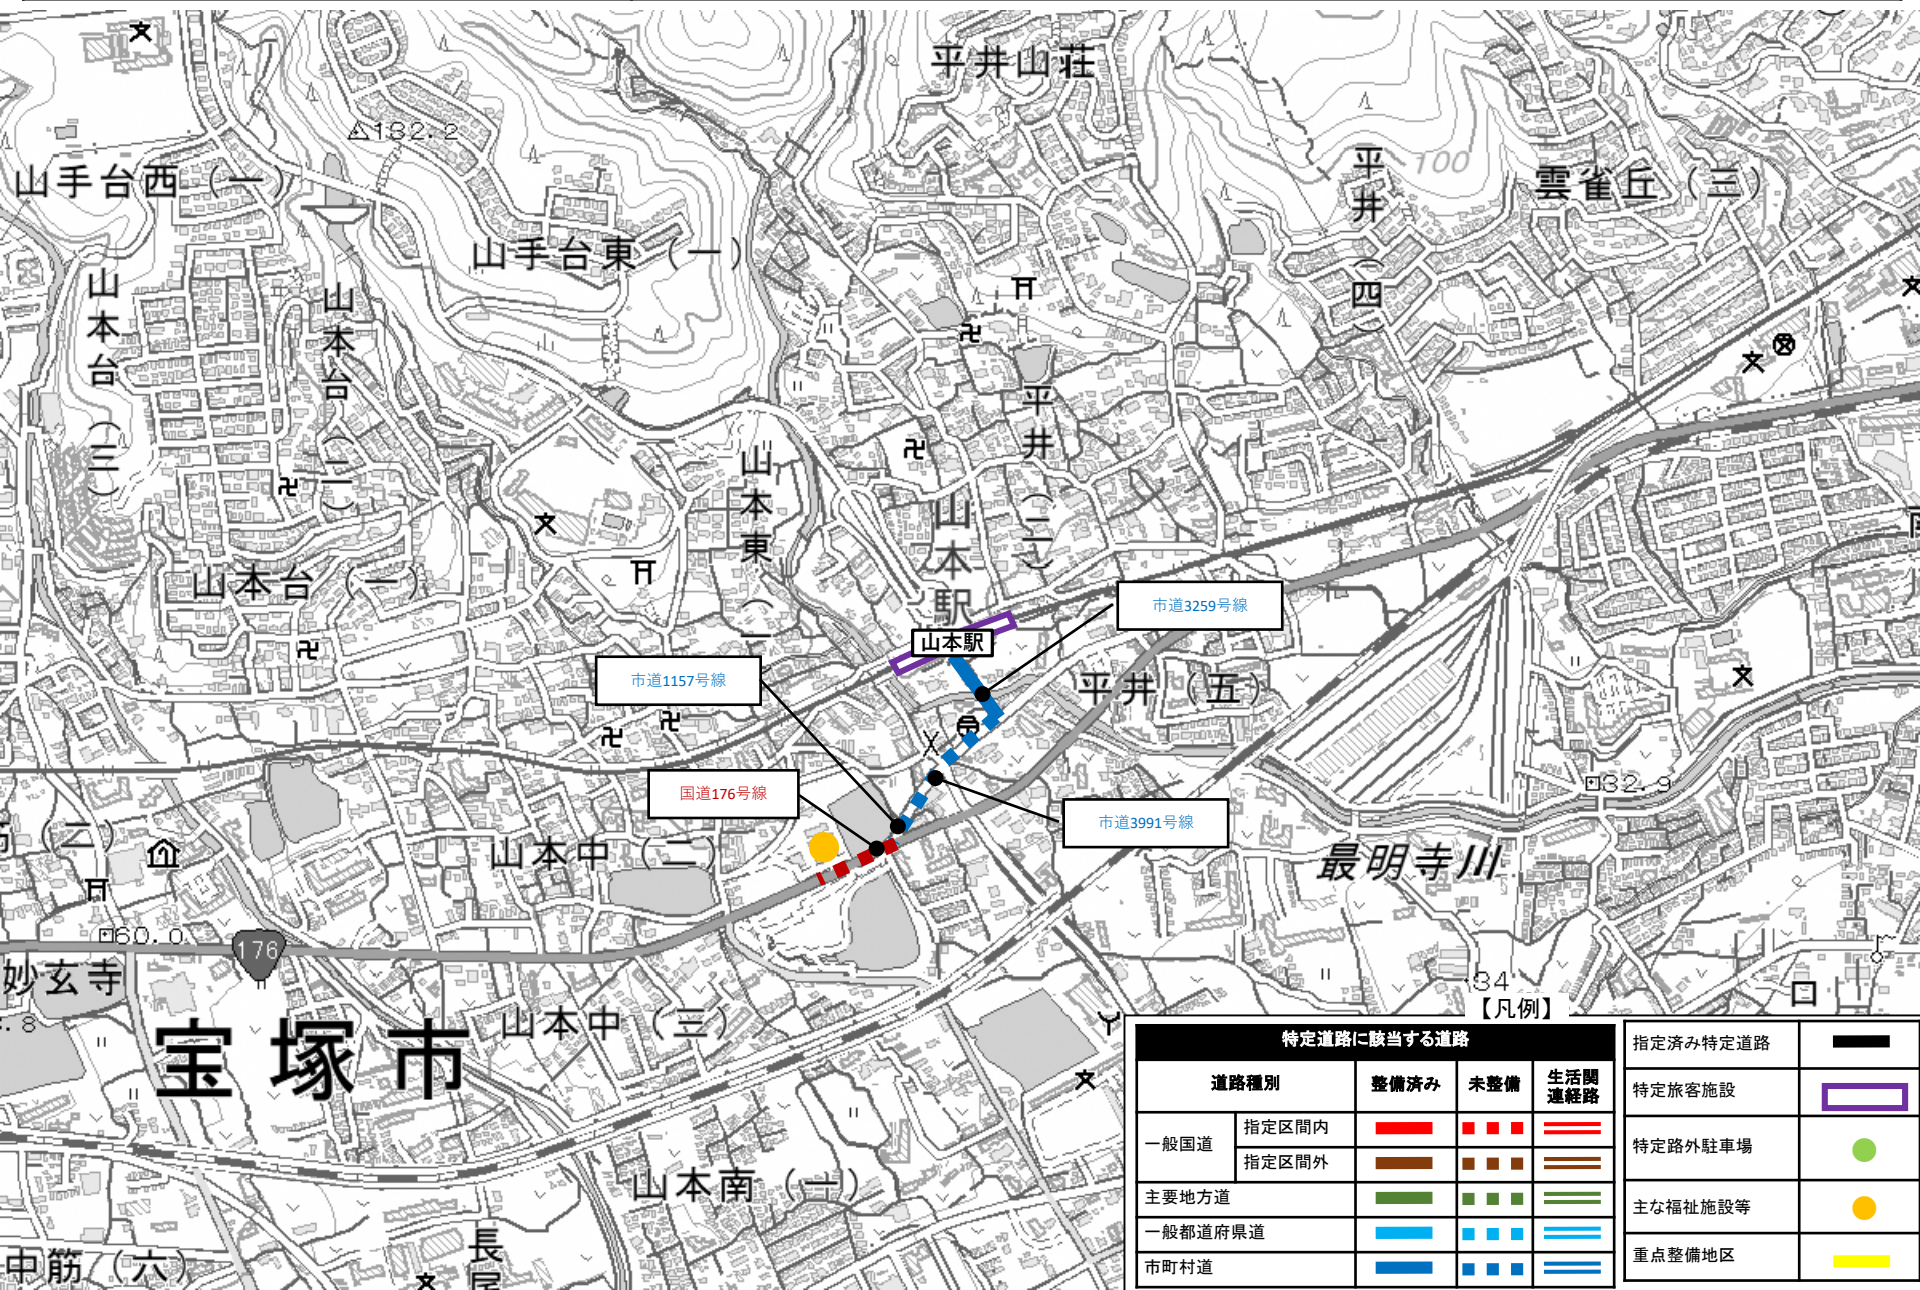 平井山荘
182.2
山手台西（一）
平井（四）
100
雲雀丘（三）
山手台東（一）
山本台（三）
山本台（二）
平井（二）
山本東（一
山本駅
山本台（一）
市道3259号線
山本駅
市道1157号線
平井（五）
国道176号線
市道3991号線
32.9
（二）
山本中（二）
最明寺川
60.0
176
妙玄寺
.8
宝塚市
山本中（三）
34
口
山本南（一）
長尾
中筋（六）
【凡例】
特定道路に該当する道路
道路種別 整備済み 未整備 生活関連経路
一般国道 指定区間内
指定区間外
主要地方道
一般都道府県道
市町村道
指定済み特定道路
特定旅客施設
特定路外駐車場
主な福祉施設等
重点整備地区